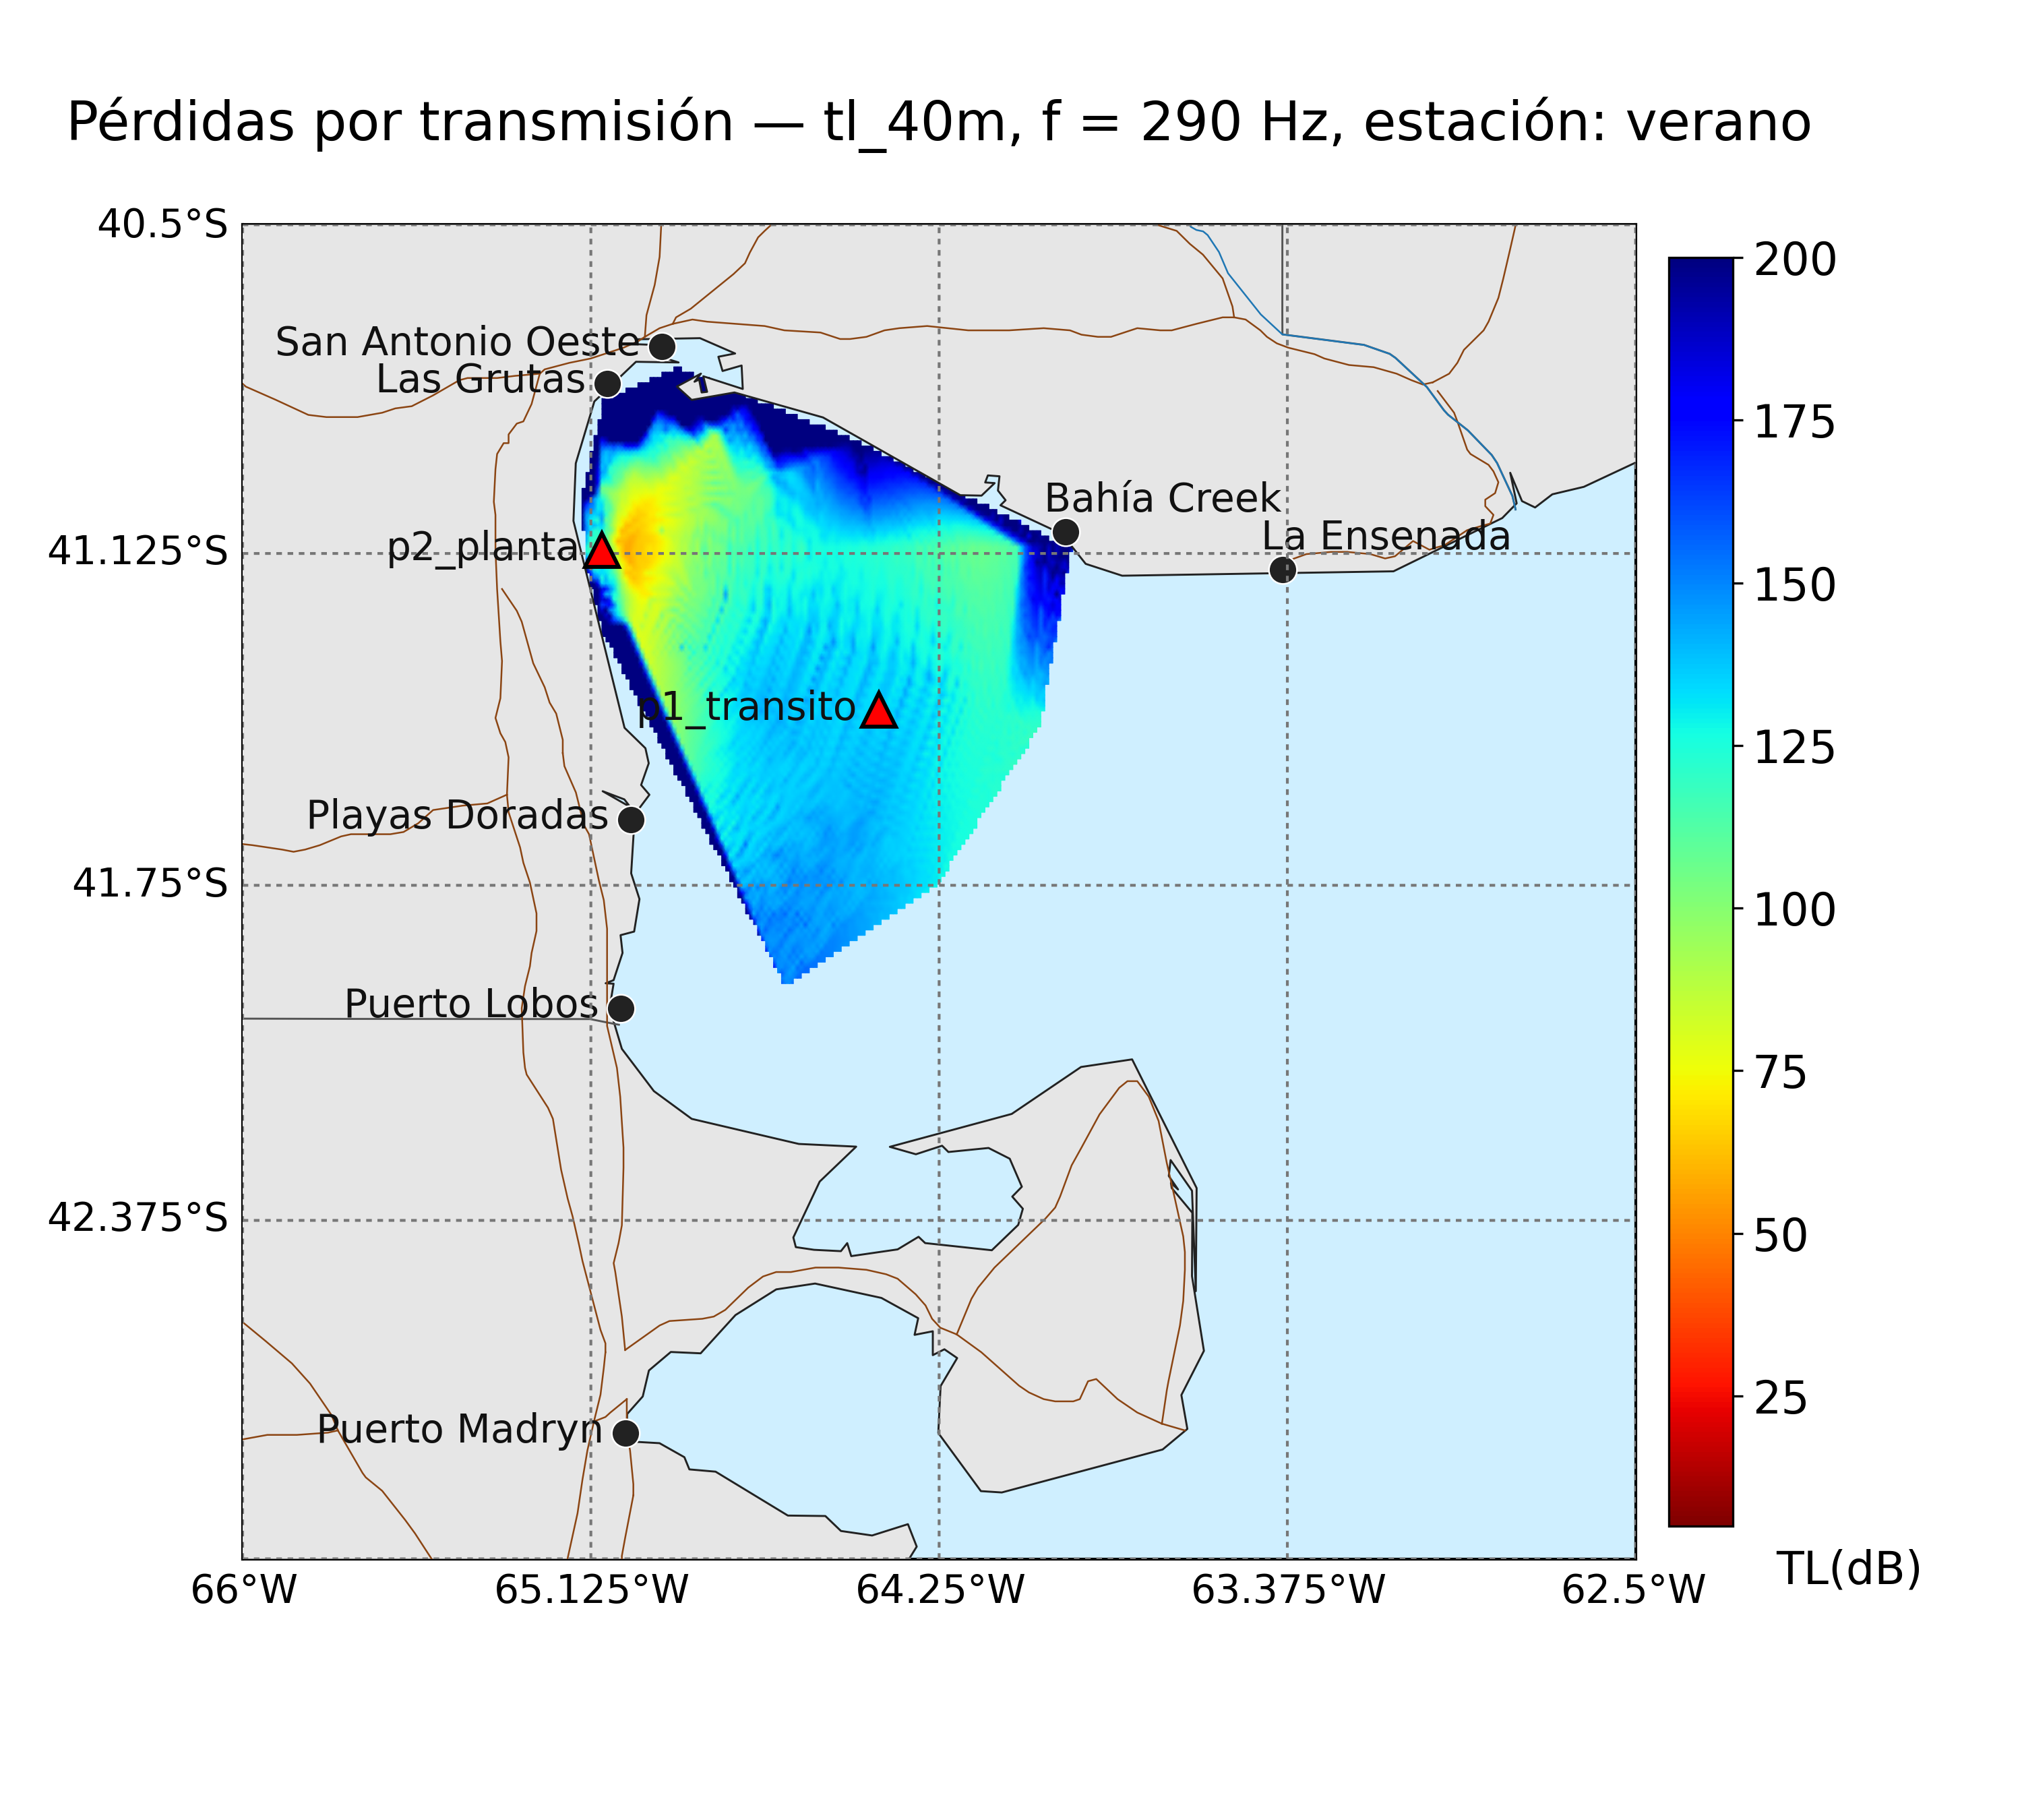 Pérdidas por transmisión — tl_40m, f = 290 Hz, estación: verano
40.5°S
200
San Antonio Oeste
Las Grutas
175
Bahía Creek
La Ensenada
41.125°S
p2_planta
150
p1_transito
125
Playas Doradas
41.75°S
100
Puerto Lobos
75
42.375°S
50
25
Puerto Madryn
TL(dB)
66°W
65.125°W
64.25°W
63.375°W
62.5°W